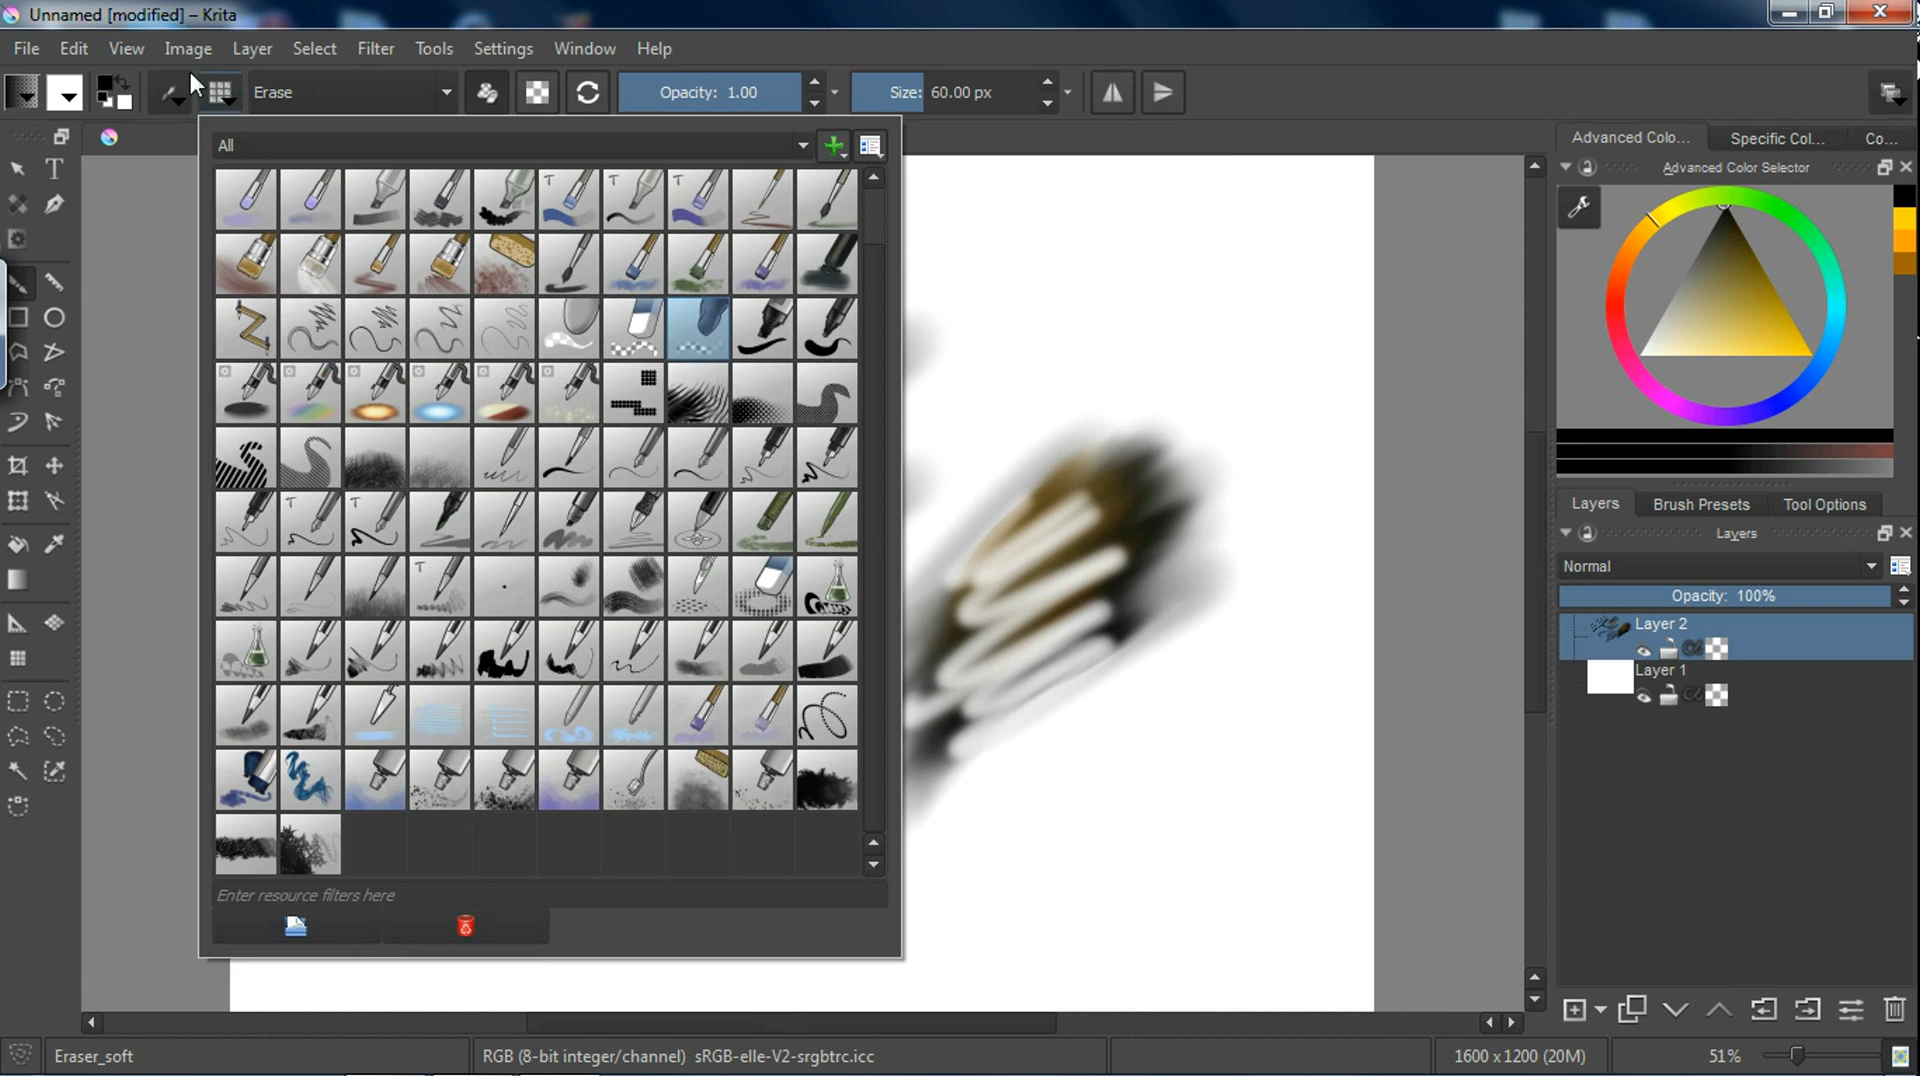 Unnamed [modified] – Krita
File Edit View Image Layer Select Filter Tools Settings Window Help
Erase Opacity: 1.00 Size: 60.00 px
All
Enter resource filters here
Advanced Colo... Specific Col... Co...
Advanced Color Selector
Layers Brush Presets Tool Options
Layers
Normal
Opacity: 100%
Layer 2
Layer 1
Eraser_soft RGB (8-bit integer/channel) sRGB-elle-V2-srgbtrc.icc 1600 x 1200 (20M) 51%